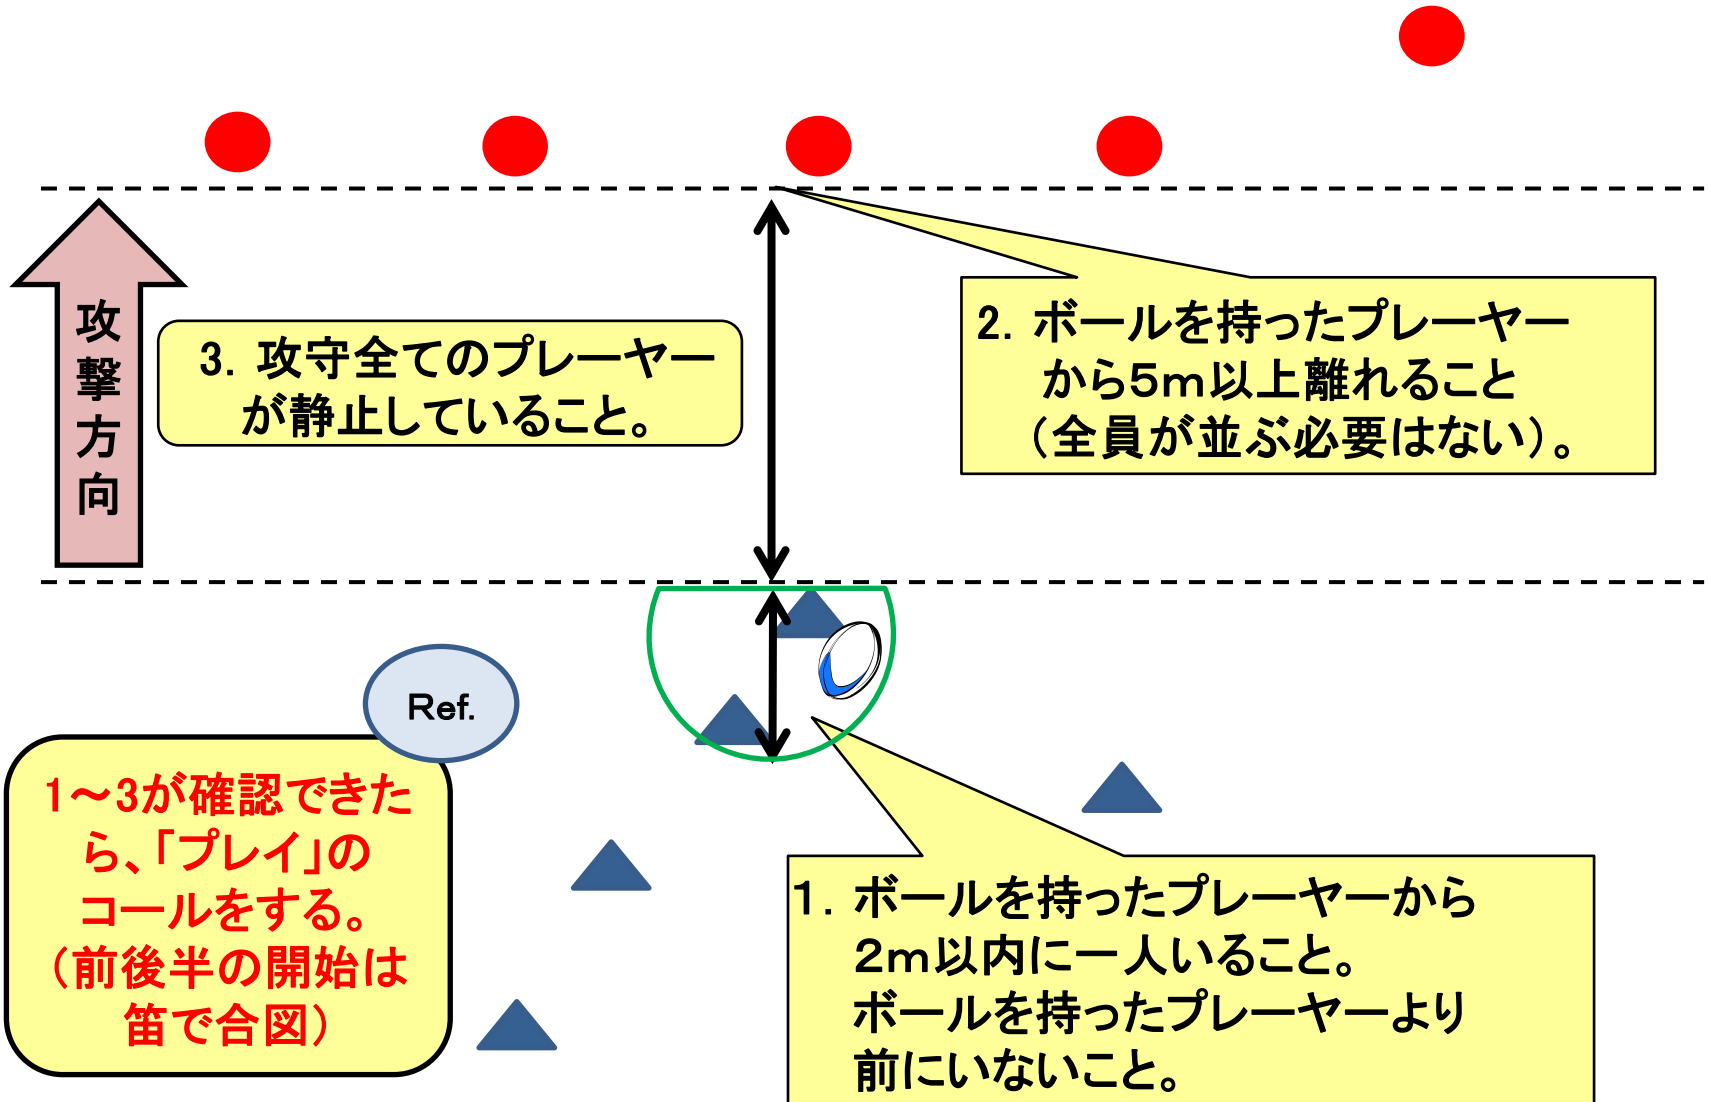 攻
撃
方
向
3. 攻守全てのプレーヤー
が静止していること。
2. ボールを持ったプレーヤー
から5m以上離れること
(全員が並ぶ必要はない)。
Ref.
1～3が確認できた
ら、「プレイ」の
コールをする。
(前後半の開始は
笛で合図)
1. ボールを持ったプレーヤーから
2m以内に一人いること。
ボールを持ったプレーヤーより
前にいないこと。